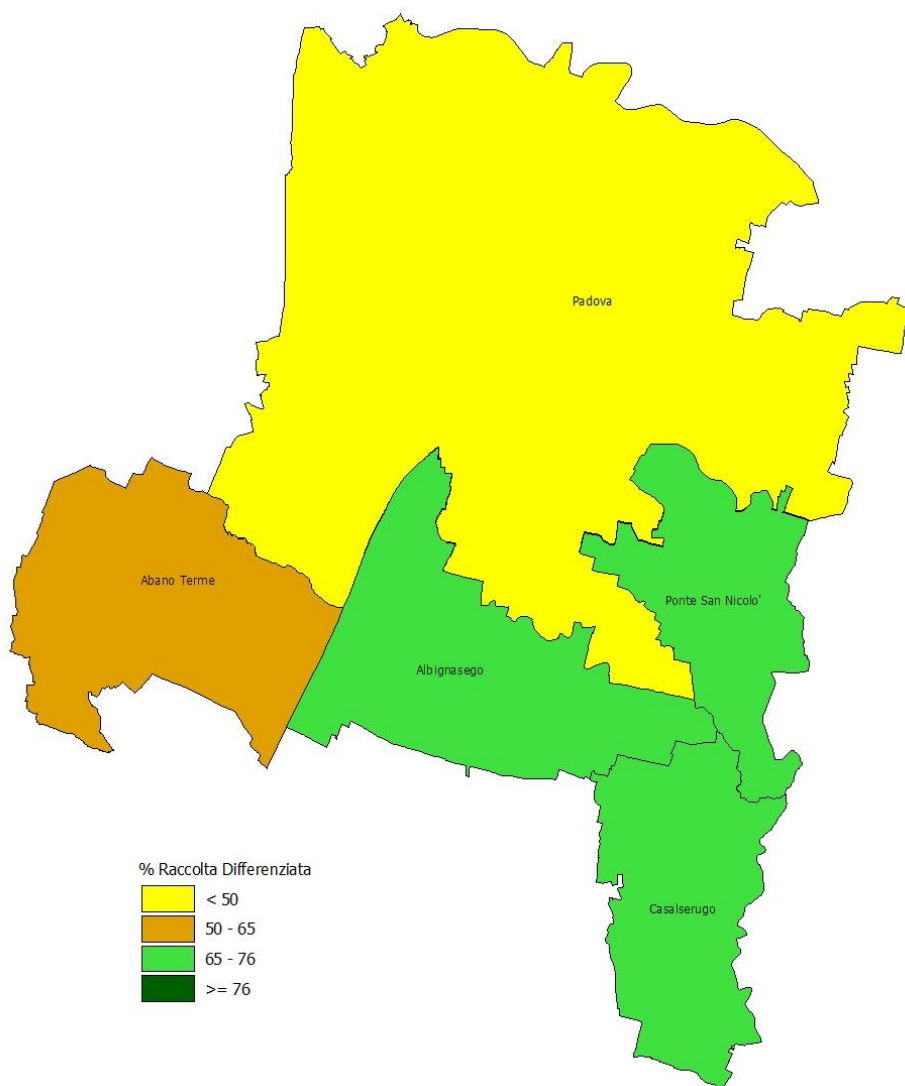 Padova
Abano Terme
Ponte San Nicolo'
Albignasego
% Raccolta Differenziata
< 50
50 - 65
65 - 76
>= 76
Casalserugo